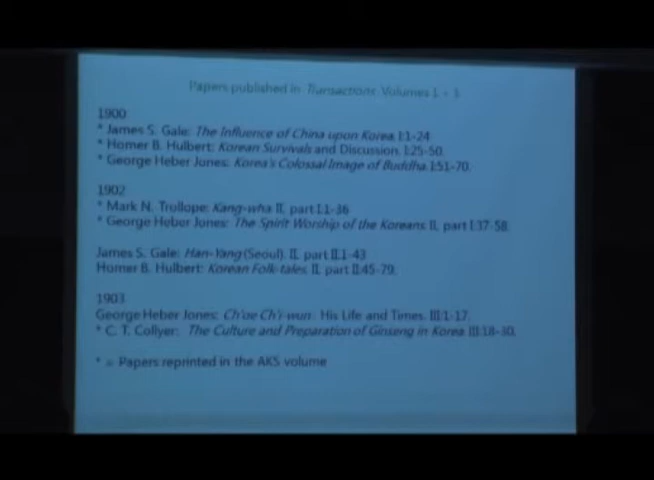 Papers published in Transactions Volumes 1 - 3
1900
* James S. Gale: The Influence of China upon Korea. I:1-24
* Homer B. Hulbert: Korean Survivals and Discussion. I:25-50.
* George Heber Jones: Korea's Colossal Image of Buddha. I:51-70.
1902
* Mark N. Trollope: Kang-wha II, part I:1-36
* George Heber Jones: The Spirit Worship of the Koreans. II, part I:37-58.
James S. Gale: Han-Yang (Seoul). II, part II:1-43
Homer B. Hulbert: Korean Folk-tales. II, part II:45-79.
1903
George Heber Jones: Ch'oe Ch'i-wun: His Life and Times. III:1-17.
* C. T. Collyer: The Culture and Preparation of Ginseng in Korea. III:18-30.
* = Papers reprinted in the AKS volume